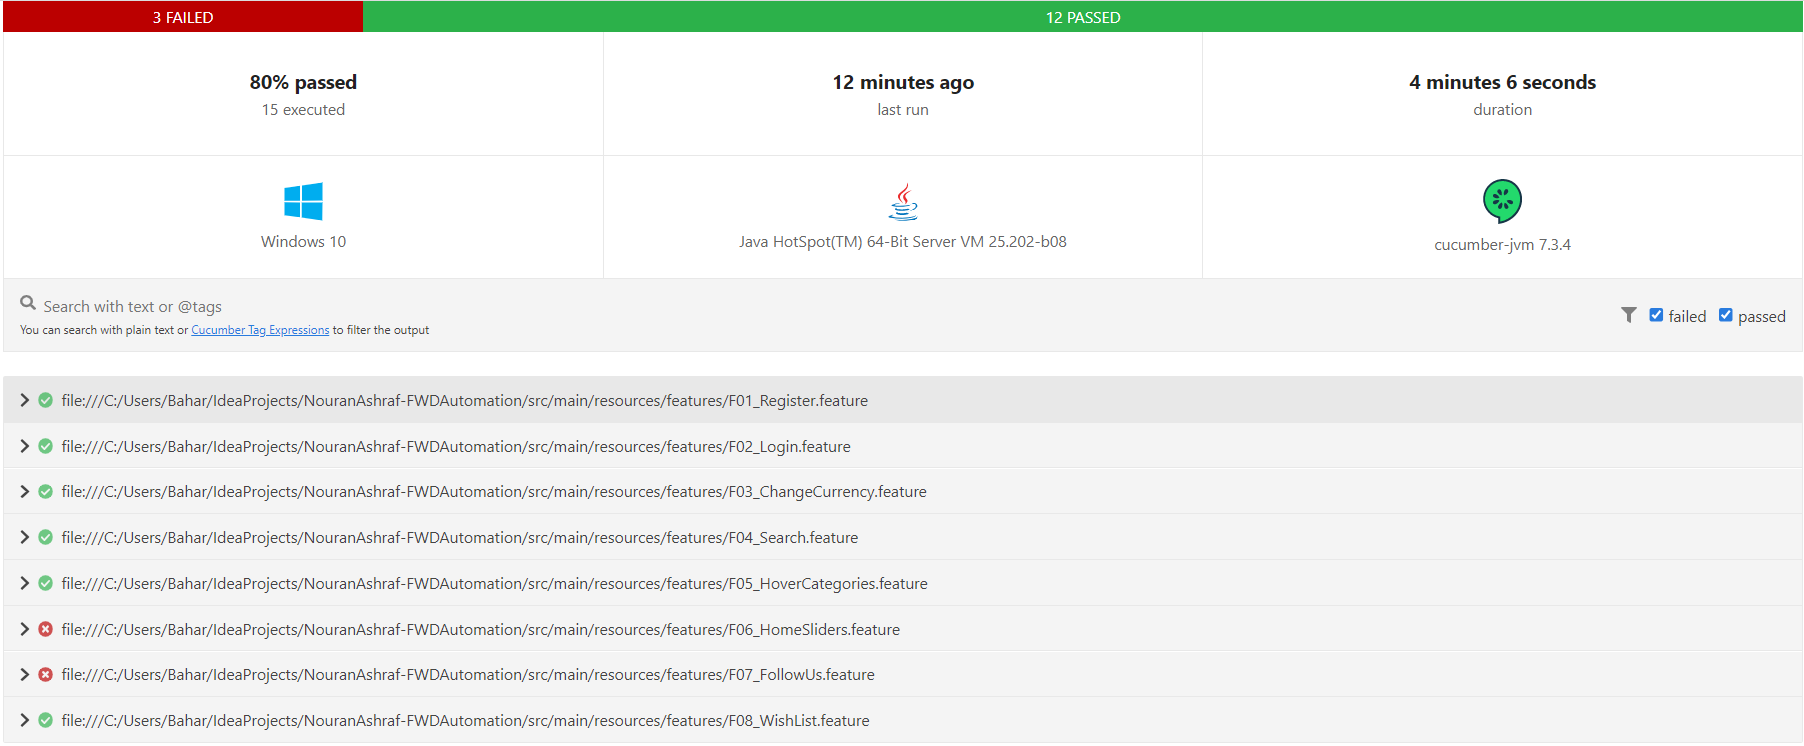 3 FAILED
12 PASSED
80% passed
15 executed
12 minutes ago
last run
4 minutes 6 seconds
duration
Windows 10
Java HotSpot(TM) 64-Bit Server VM 25.202-b08
cucumber-jvm 7.3.4
Search with text or @tags
You can search with plain text or Cucumber Tag Expressions to filter the output
failed
passed
file:///C:/Users/Bahar/IdeaProjects/NouranAshraf-FWDAutomation/src/main/resources/features/F01_Register.feature
file:///C:/Users/Bahar/IdeaProjects/NouranAshraf-FWDAutomation/src/main/resources/features/F02_Login.feature
file:///C:/Users/Bahar/IdeaProjects/NouranAshraf-FWDAutomation/src/main/resources/features/F03_ChangeCurrency.feature
file:///C:/Users/Bahar/IdeaProjects/NouranAshraf-FWDAutomation/src/main/resources/features/F04_Search.feature
file:///C:/Users/Bahar/IdeaProjects/NouranAshraf-FWDAutomation/src/main/resources/features/F05_HoverCategories.feature
file:///C:/Users/Bahar/IdeaProjects/NouranAshraf-FWDAutomation/src/main/resources/features/F06_HomeSliders.feature
file:///C:/Users/Bahar/IdeaProjects/NouranAshraf-FWDAutomation/src/main/resources/features/F07_FollowUs.feature
file:///C:/Users/Bahar/IdeaProjects/NouranAshraf-FWDAutomation/src/main/resources/features/F08_WishList.feature